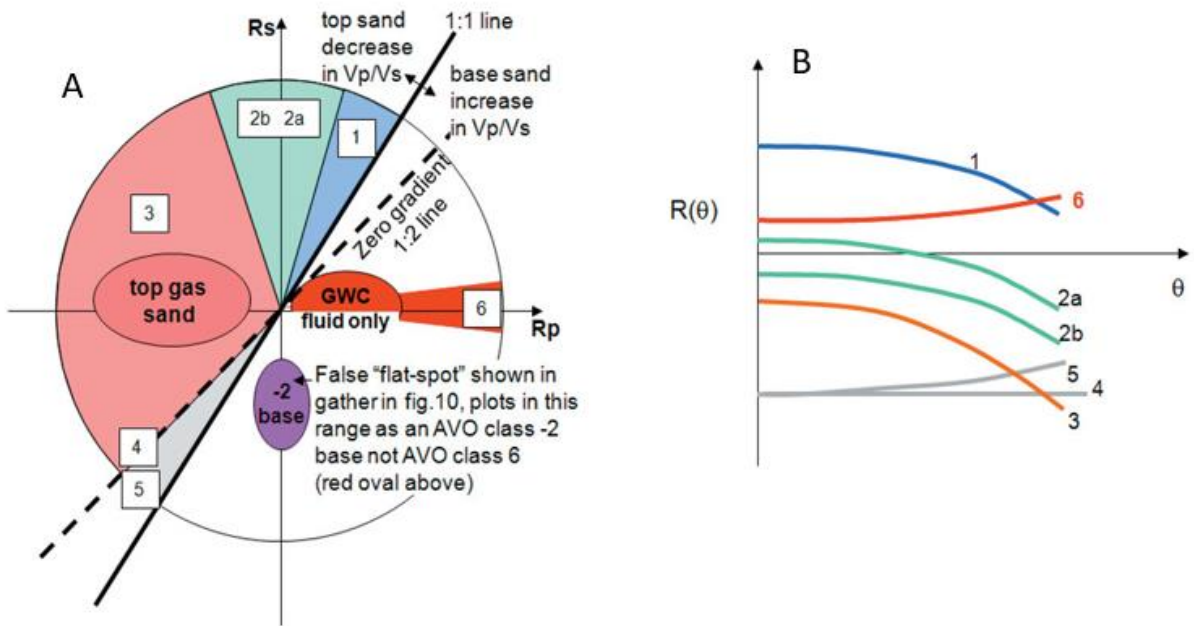 A
Rs
top sand
decrease
in Vp/Vs
1:1 line
base sand
increase
in Vp/Vs
2b 2a
1
3
Zero gradient
1:2 line
top gas
sand
GWC
fluid only
6
Rp
-2
base
False "flat-spot" shown in
gather in fig.10, plots in this
range as an AVO class -2
base not AVO class 6
(red oval above)
4
5
B
R(θ)
1
6
θ
2a
2b
5
4
3